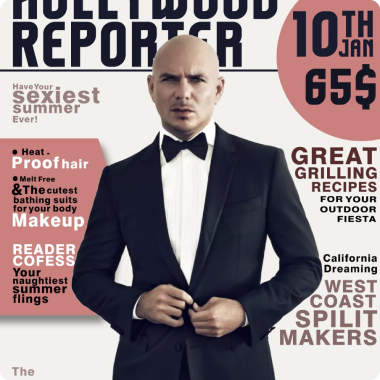 HOLLYWOOD
REPORTER
10TH
JAN
65$
Have Your
sexiest
summer
Ever!
• Heat -
Proof hair
• Melt Free
&The cutest
bathing suits
for your body
Makeup
READER
COFESS
Your
naughtiest
summer
flings
GREAT
GRILLING
RECIPES
FOR YOUR
OUTDOOR
FIESTA
California
Dreaming
WEST
COAST
SPILIT
MAKERS
The